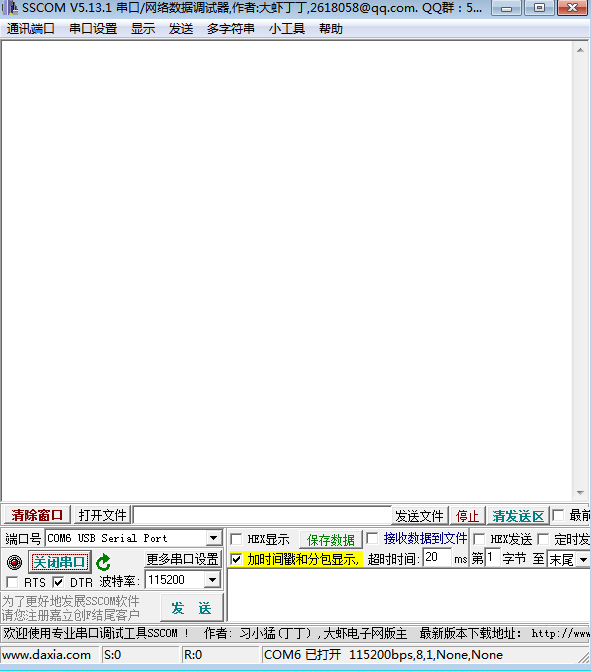 SSCOM V5.13.1 串口/网络数据调试器,作者:大虾丁丁,2618058@qq.com. QQ群：5...
通讯端口 串口设置 显示 发送 多字符串 小工具 帮助
清除窗口 打开文件 发送文件 停止 清发送区 最前
端口号 COM6 USB Serial Port HEX显示 保存数据 接收数据到文件 HEX发送 定时发
关闭串口 更多串口设置 加时间戳和分包显示, 超时时间: 20 ms 第 1 字节 至 末尾
RTS DTR 波特率: 115200
为了更好地发展SSCOM软件
请您注册嘉立创F结尾客户
发 送
欢迎使用专业串口调试工具SSCOM ！ 作者：习小猛(丁丁）,大虾电子网版主 最新版本下载地址： http://www
www.daxia.com S:0 R:0 COM6 已打开 115200bps,8,1,None,None